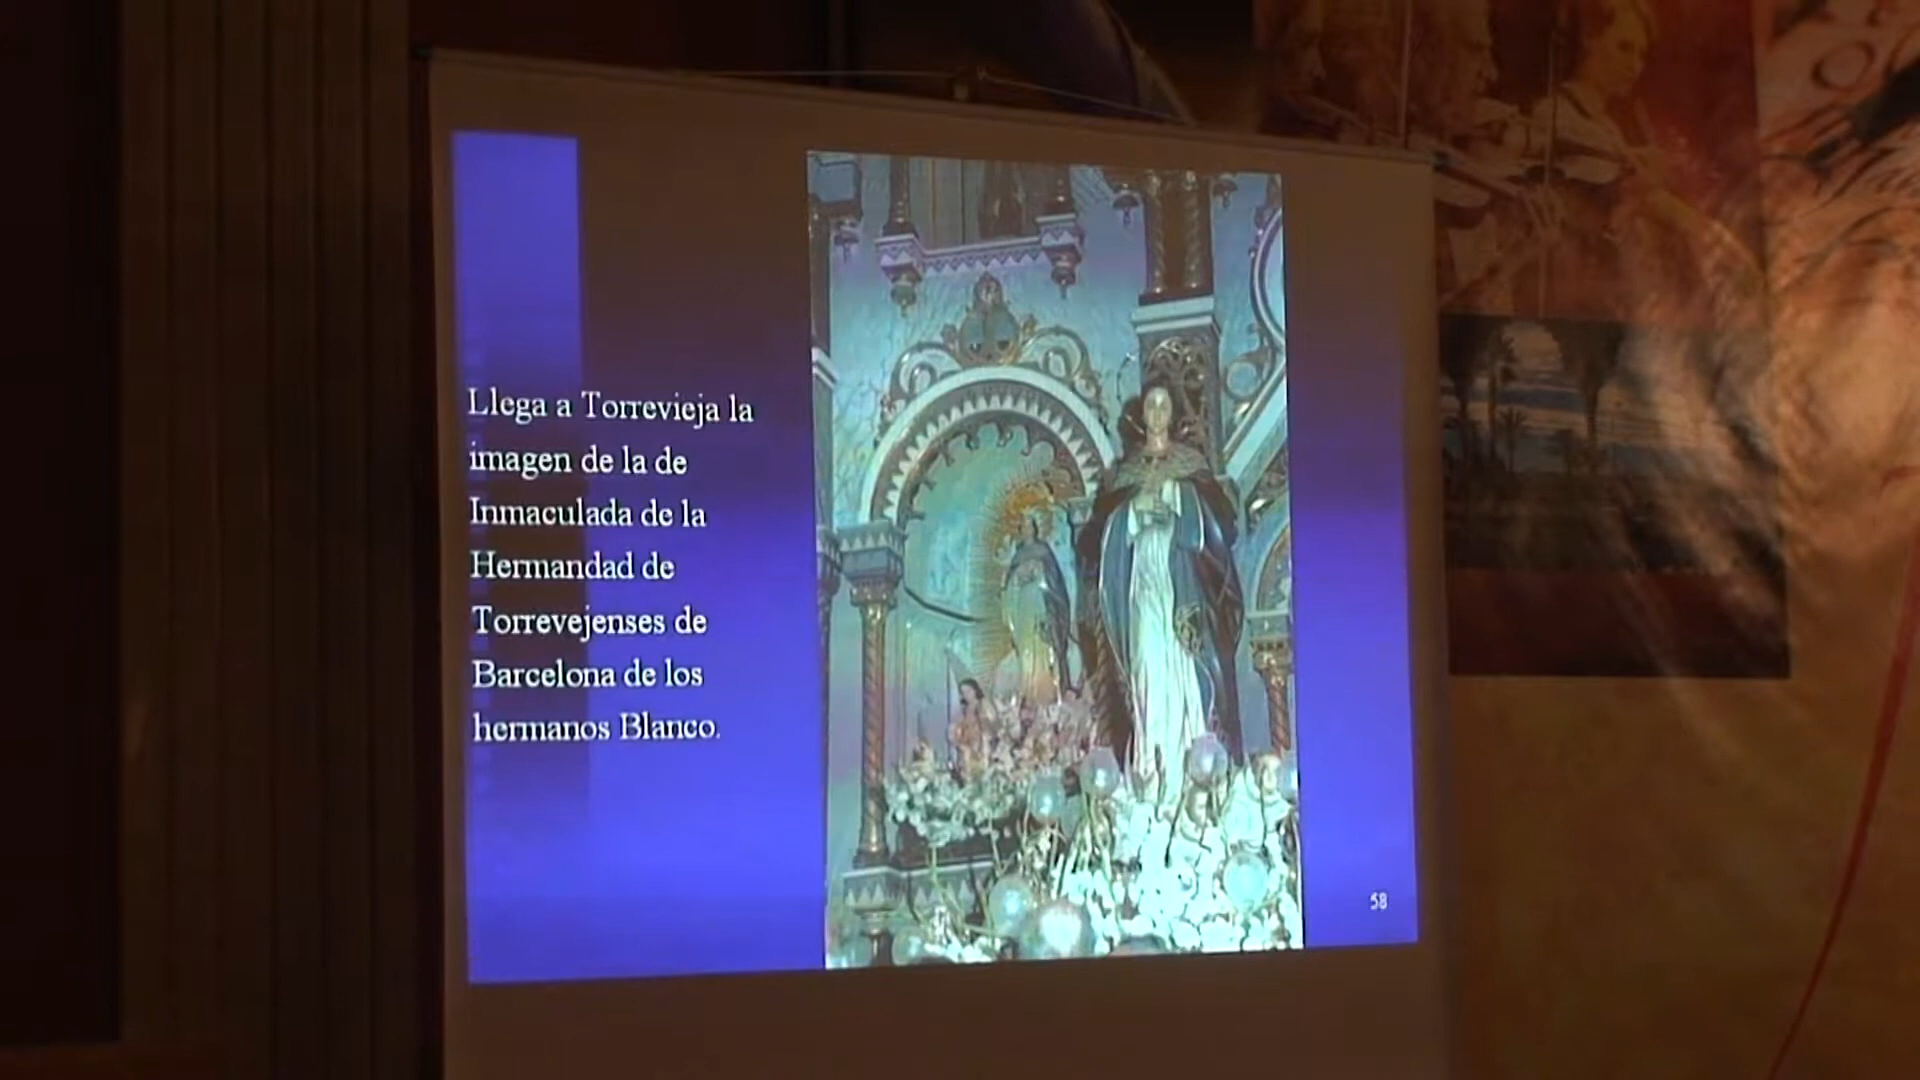 Llega a Torrevieja la
imagen de la de
Inmaculada de la
Hermandad de
Torrevejenses de
Barcelona de los
hermanos Blanco.
58